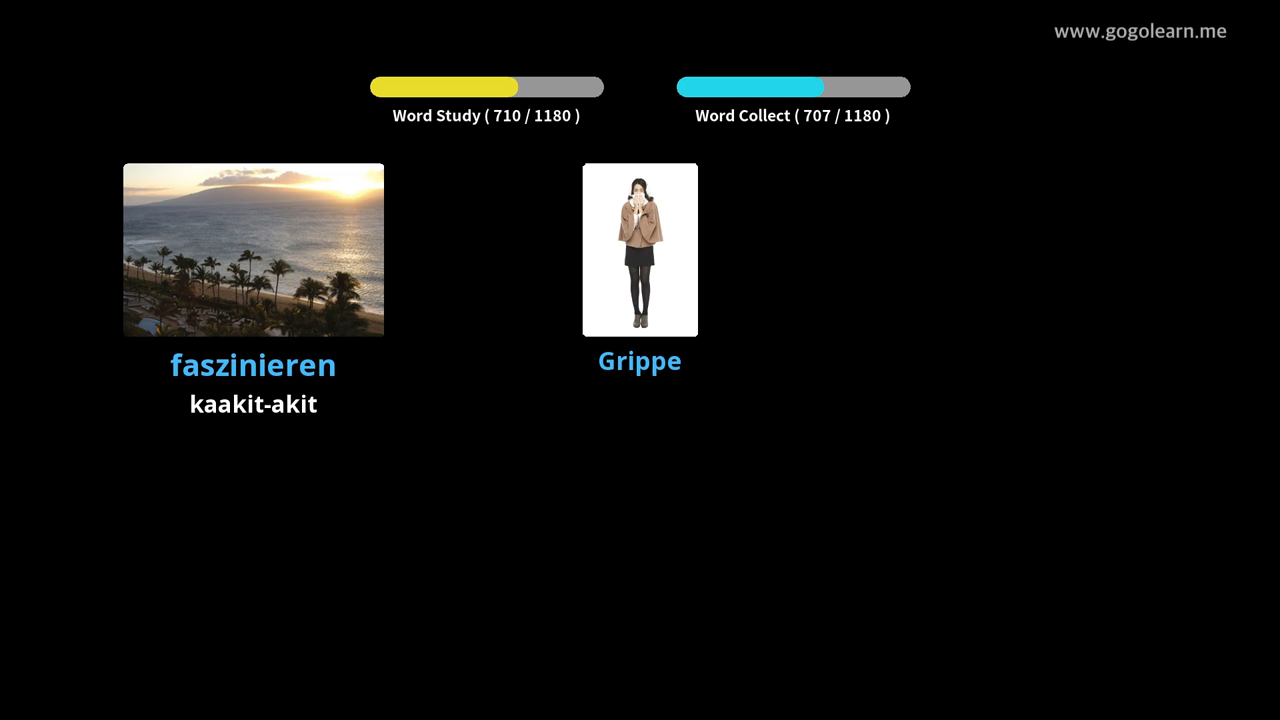 www.gogolearn.me
Word Study ( 710 / 1180 )
Word Collect ( 707 / 1180 )
faszinieren
kaakit-akit
Grippe